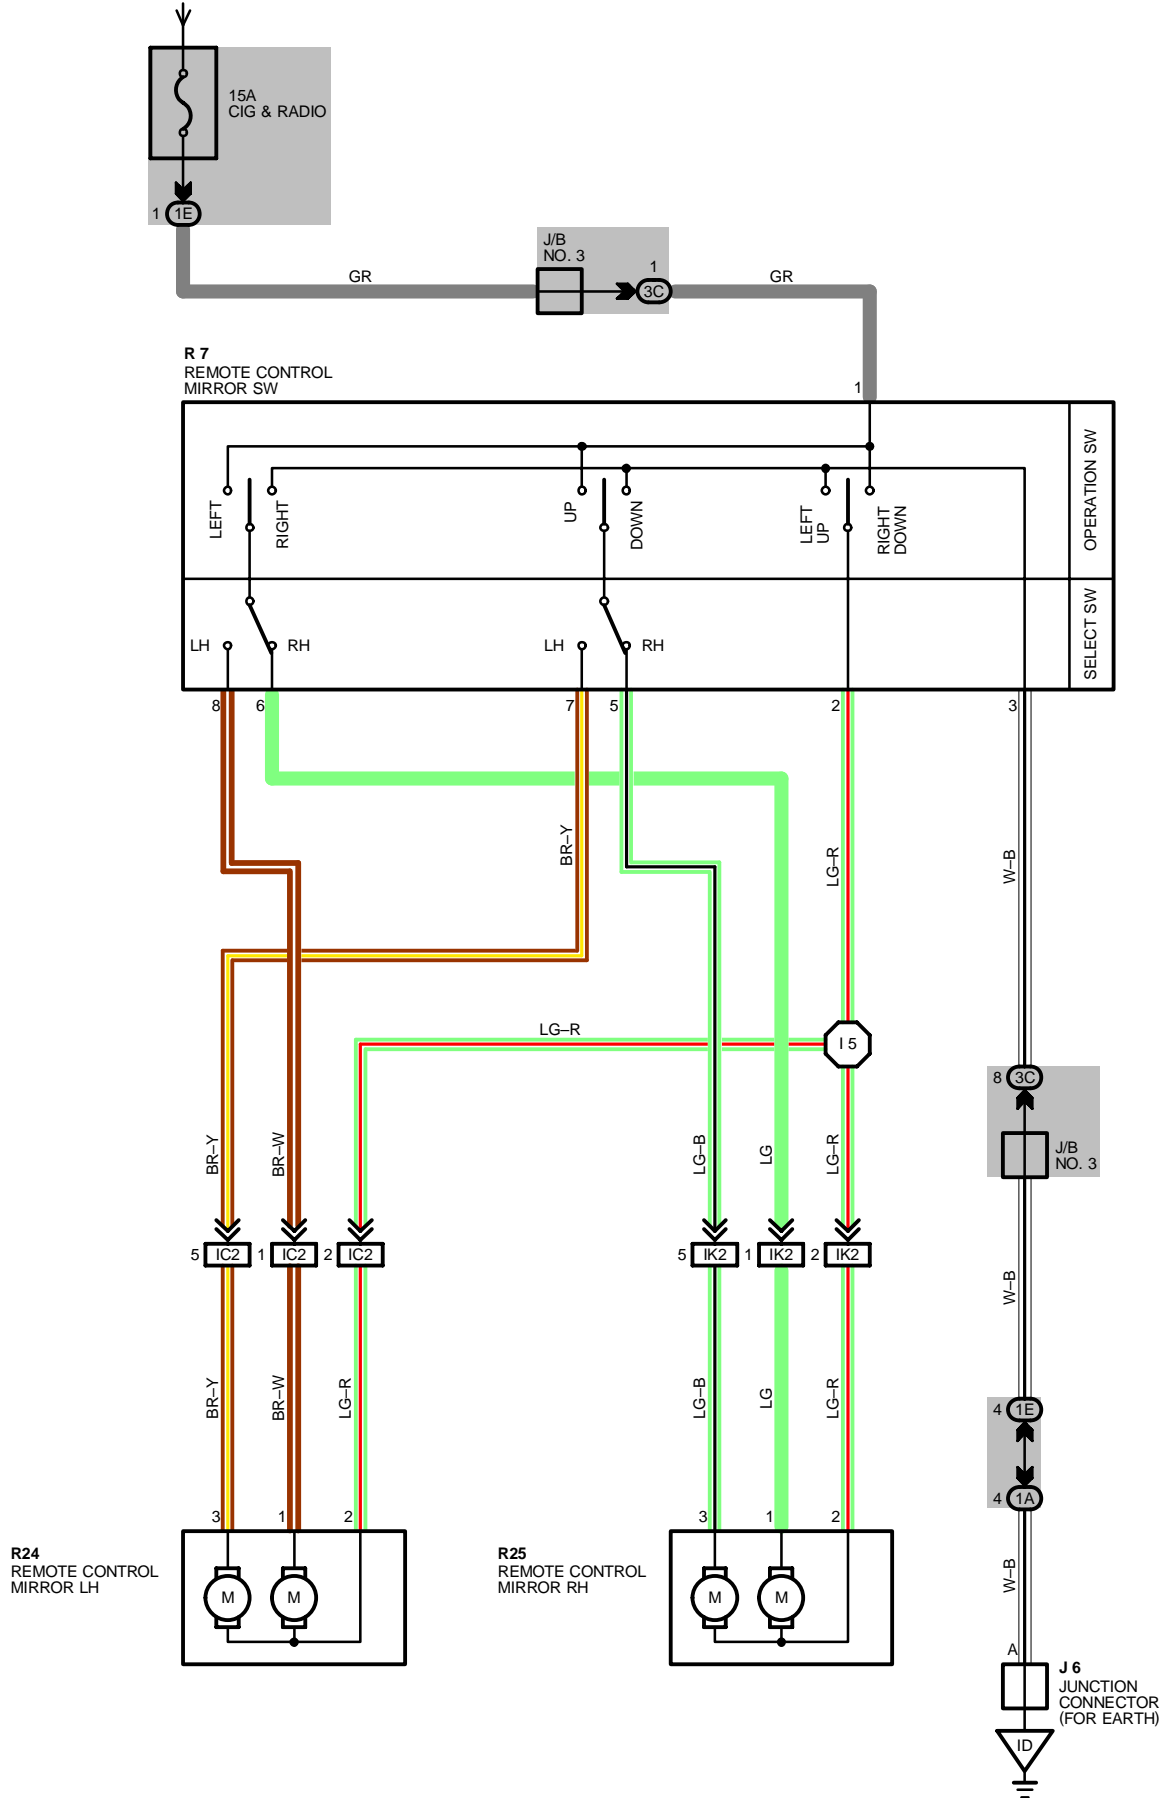 15A
CIG & RADIO
1 1E
J/B
NO. 3
1
3C
GR
GR
R 7
REMOTE CONTROL
MIRROR SW
1
LEFT
RIGHT
UP
DOWN
LEFT
UP
RIGHT
DOWN
OPERATION SW
LH
RH
LH
RH
SELECT SW
8
6
7
5
2
3
BR–Y
LG–R
W–B
LG–R
I 5
8 3C
J/B
NO. 3
BR–Y
BR–W
LG–B
LG
LG–R
5 IC2
1 IC2
2 IC2
5 IK2
1 IK2
2 IK2
W–B
BR–Y
BR–W
LG–R
LG–B
LG
LG–R
4 1E
4 1A
3
1
2
3
1
2
R24
REMOTE CONTROL
MIRROR LH
M
M
R25
REMOTE CONTROL
MIRROR RH
M
M
W–B
A
J 6
JUNCTION
CONNECTOR
(FOR EARTH)
ID